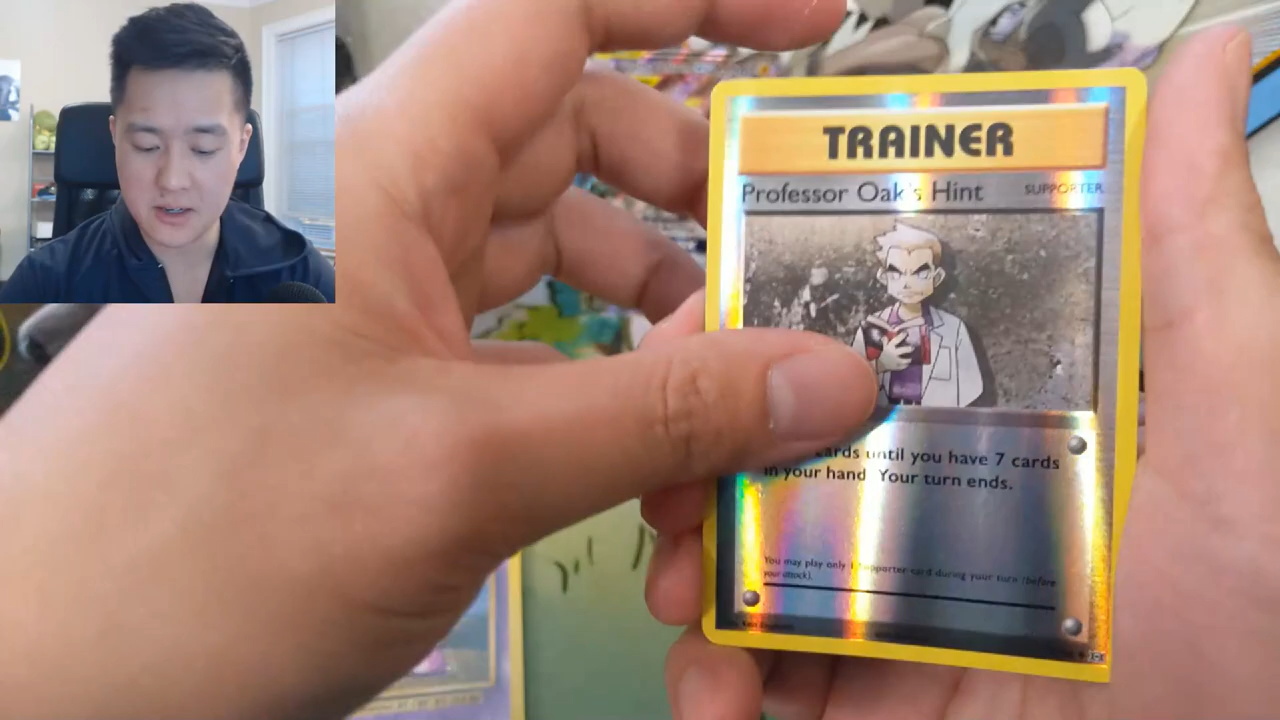 TRAINER
Professor Oak's Hint SUPPORTER
cards until you have 7 cards
in your hand. Your turn ends.
You may play only 1 Supporter card during your turn (before
your attack).